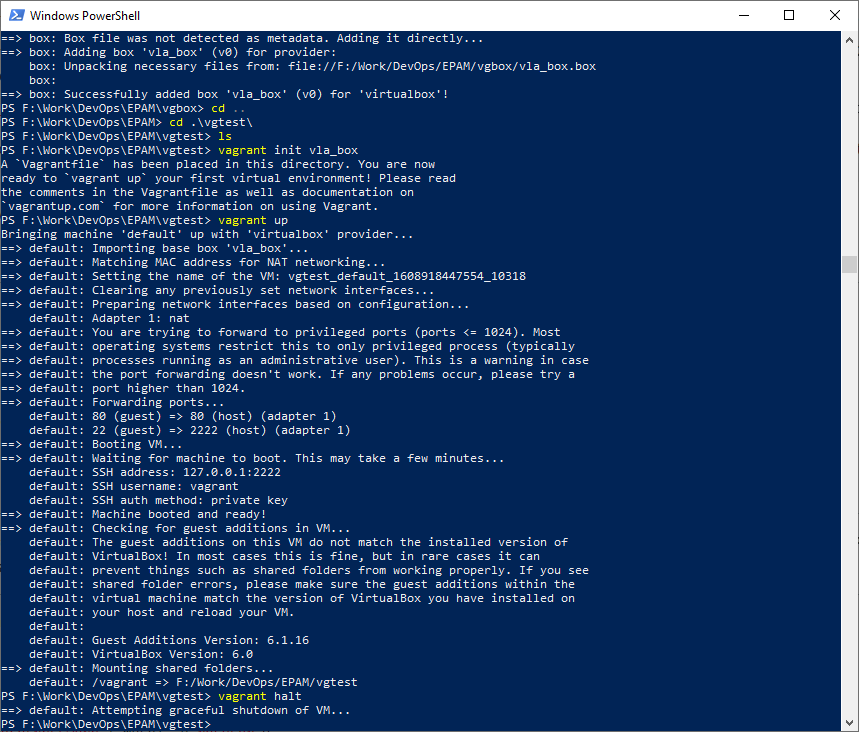 Windows PowerShell
==> box: Box file was not detected as metadata. Adding it directly...
==> box: Adding box 'vla_box' (v0) for provider:
    box: Unpacking necessary files from: file://F:/Work/DevOps/EPAM/vgbox/vla_box.box
    box:
==> box: Successfully added box 'vla_box' (v0) for 'virtualbox'!
PS F:\Work\DevOps\EPAM\vgbox> cd ..
PS F:\Work\DevOps\EPAM> cd .\vgtest\
PS F:\Work\DevOps\EPAM\vgtest> ls
PS F:\Work\DevOps\EPAM\vgtest> vagrant init vla_box
A `Vagrantfile` has been placed in this directory. You are now
ready to `vagrant up` your first virtual environment! Please read
the comments in the Vagrantfile as well as documentation on
`vagrantup.com` for more information on using Vagrant.
PS F:\Work\DevOps\EPAM\vgtest> vagrant up
Bringing machine 'default' up with 'virtualbox' provider...
==> default: Importing base box 'vla_box'...
==> default: Matching MAC address for NAT networking...
==> default: Setting the name of the VM: vgtest_default_1608918447554_10318
==> default: Clearing any previously set network interfaces...
==> default: Preparing network interfaces based on configuration...
    default: Adapter 1: nat
==> default: You are trying to forward to privileged ports (ports <= 1024). Most
==> default: operating systems restrict this to only privileged process (typically
==> default: processes running as an administrative user). This is a warning in case
==> default: the port forwarding doesn't work. If any problems occur, please try a
==> default: port higher than 1024.
==> default: Forwarding ports...
    default: 80 (guest) => 80 (host) (adapter 1)
    default: 22 (guest) => 2222 (host) (adapter 1)
==> default: Booting VM...
==> default: Waiting for machine to boot. This may take a few minutes...
    default: SSH address: 127.0.0.1:2222
    default: SSH username: vagrant
    default: SSH auth method: private key
==> default: Machine booted and ready!
==> default: Checking for guest additions in VM...
    default: The guest additions on this VM do not match the installed version of
    default: VirtualBox! In most cases this is fine, but in rare cases it can
    default: prevent things such as shared folders from working properly. If you see
    default: shared folder errors, please make sure the guest additions within the
    default: virtual machine match the version of VirtualBox you have installed on
    default: your host and reload your VM.
    default:
    default: Guest Additions Version: 6.1.16
    default: VirtualBox Version: 6.0
==> default: Mounting shared folders...
    default: /vagrant => F:/Work/DevOps/EPAM/vgtest
PS F:\Work\DevOps\EPAM\vgtest> vagrant halt
==> default: Attempting graceful shutdown of VM...
PS F:\Work\DevOps\EPAM\vgtest>